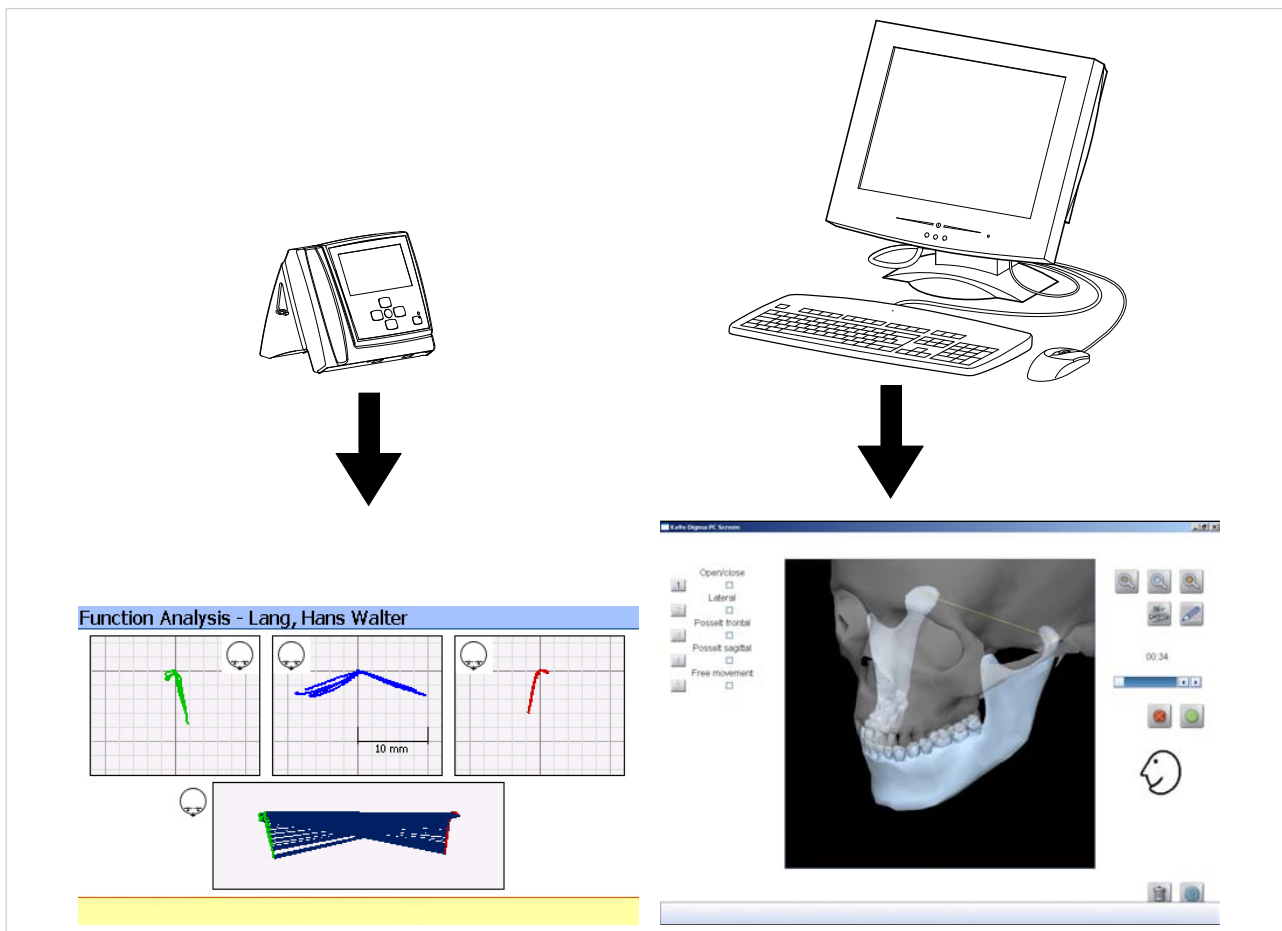 Function Analysis - Lang, Hans Walter
10 mm
KaVo Digma PC Screen
Open/close
1
Lateral
Posselt frontal
Posselt sagittal
Free movement
00:34